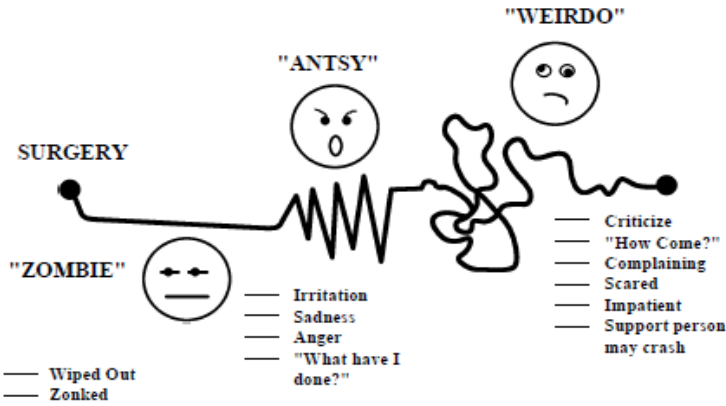 "WEIRDO"
"ANTSY"
SURGERY
"ZOMBIE"
Wiped Out
Zonked
Irritation
Sadness
Anger
"What have I
done?"
Criticize
"How Come?"
Complaining
Scared
Impatient
Support person
may crash